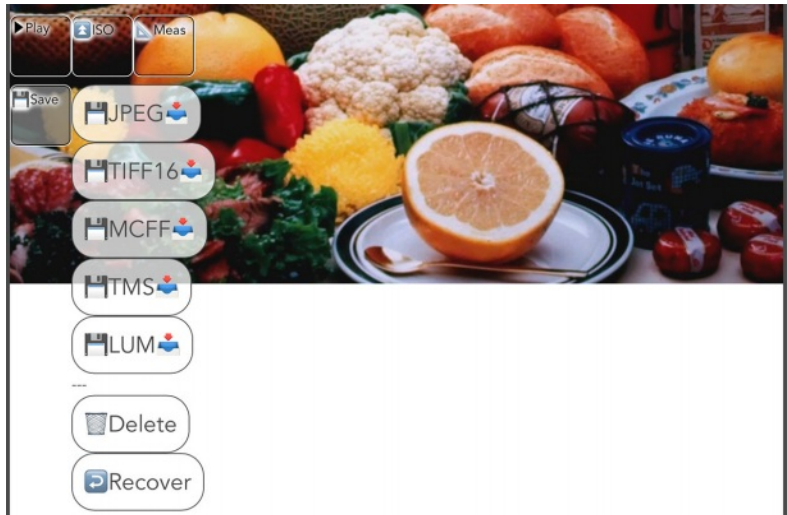 Play ISO Meas
Save
JPEG
TIFF16
MCFF
TMS
LUM
---
Delete
Recover